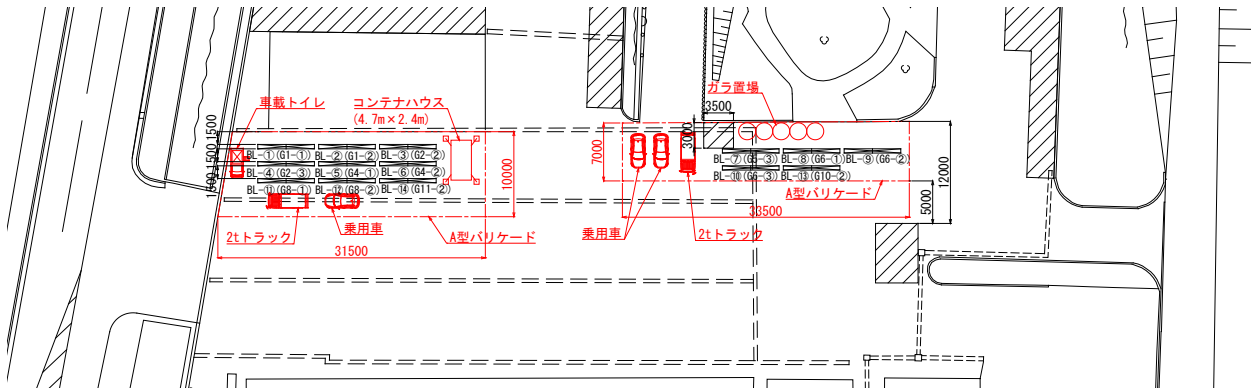 車載トイレ
コンテナハウス
(4.7m×2.4m)
1500
1500
1500
BL-①(G1-①)
BL-②(G1-②)
BL-③(G2-②)
BL-④(G2-③)
BL-⑤(G4-①)
BL-⑥(G4-②)
BL-⑪(G8-①)
BL-⑫(G8-②)
BL-⑭(G11-②)
10000
2tトラック
乗用車
A型バリケード
31500
ガラ置場
3500
3000
7000
BL-⑦(G5-③)
BL-⑧(G6-①)
BL-⑨(G6-②)
BL-⑩(G6-③)
BL-⑬(G10-②)
A型バリケード
12000
5000
33500
乗用車
2tトラック